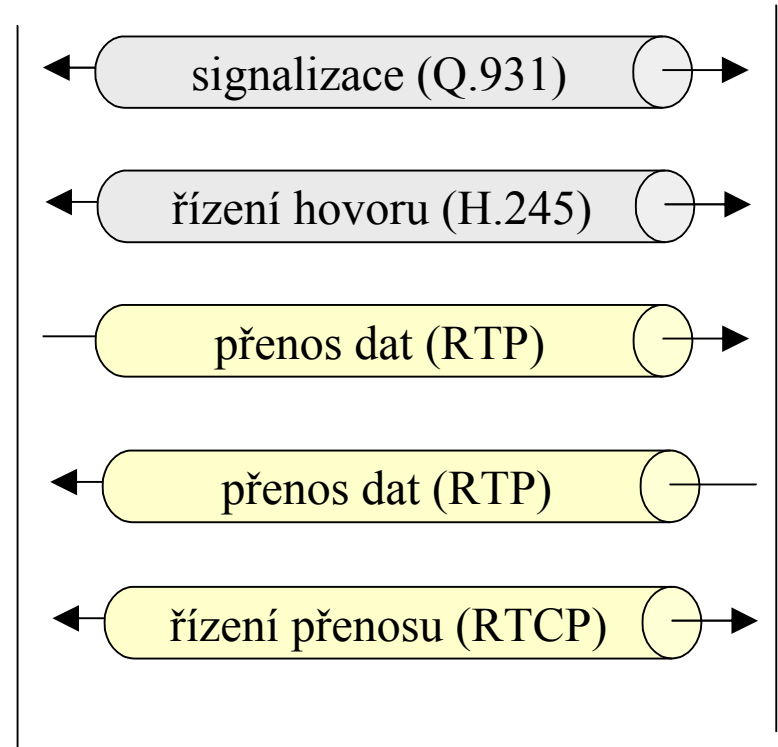 signalizace (Q.931)
řízení hovoru (H.245)
přenos dat (RTP)
přenos dat (RTP)
řízení přenosu (RTCP)